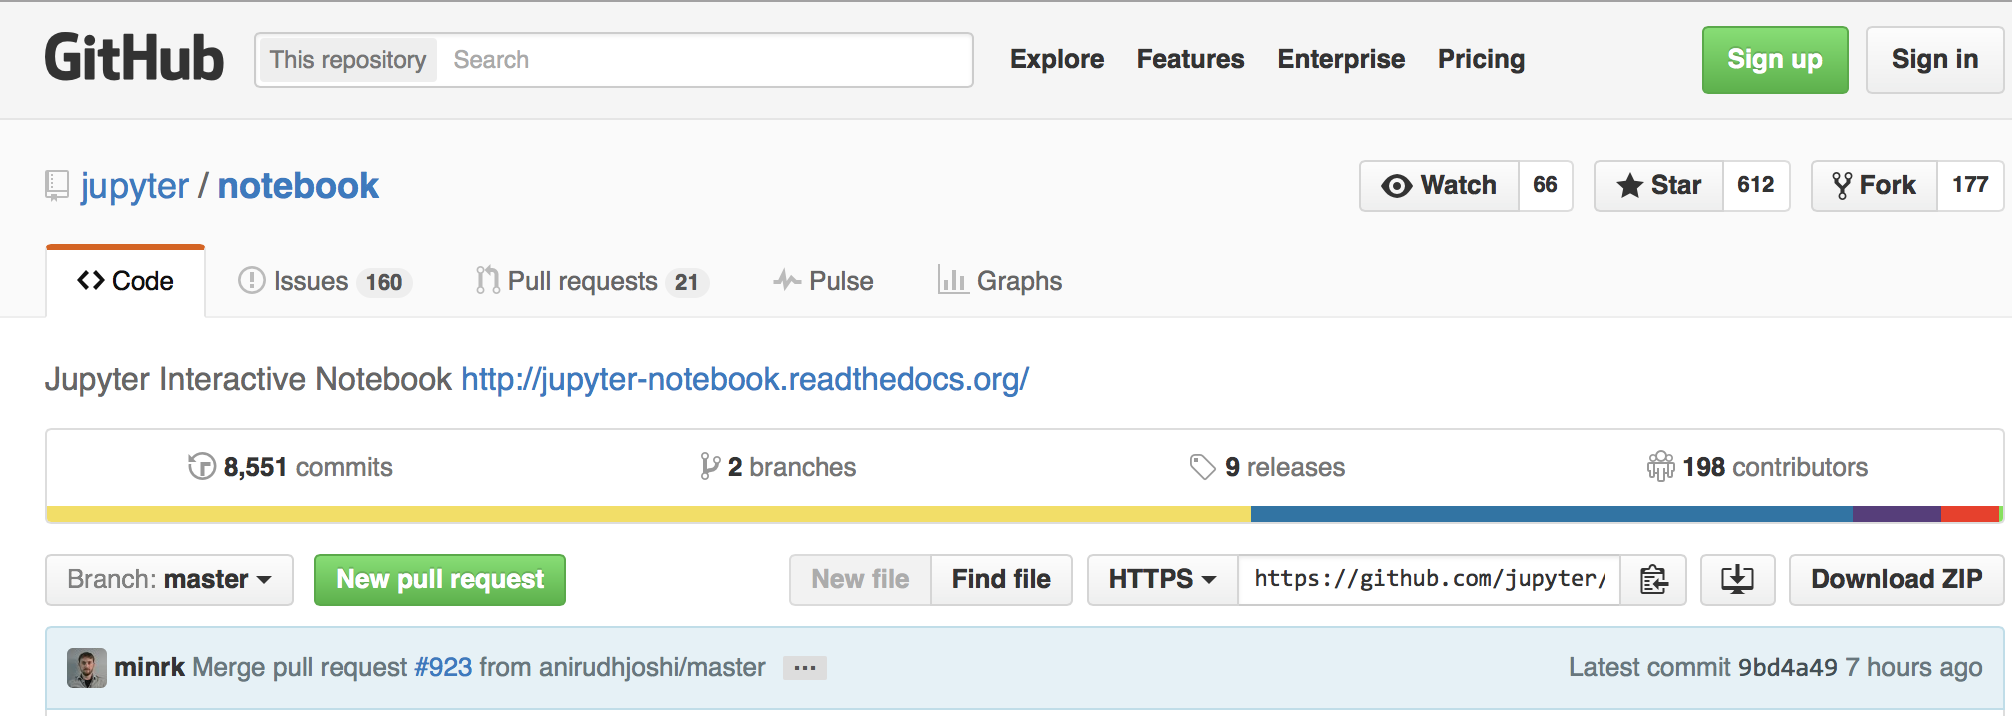 GitHub This repository Search Explore Features Enterprise Pricing Sign up Sign in
jupyter / notebook Watch 66 Star 612 Fork 177
Code Issues 160 Pull requests 21 Pulse Graphs
Jupyter Interactive Notebook http://jupyter-notebook.readthedocs.org/
8,551 commits 2 branches 9 releases 198 contributors
Branch: master New pull request New file Find file HTTPS https://github.com/jupyter/ Download ZIP
minrk Merge pull request #923 from anirudhjoshi/master ... Latest commit 9bd4a49 7 hours ago